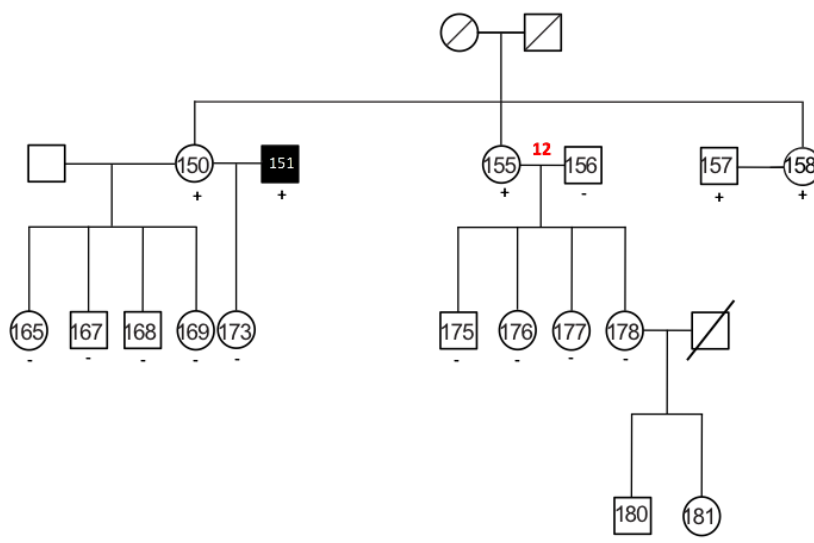 150 151 155 12 156 157 158
+ + + - + +
165 167 168 169 173 175 176 177 178
- - - - - - - - -
180 181